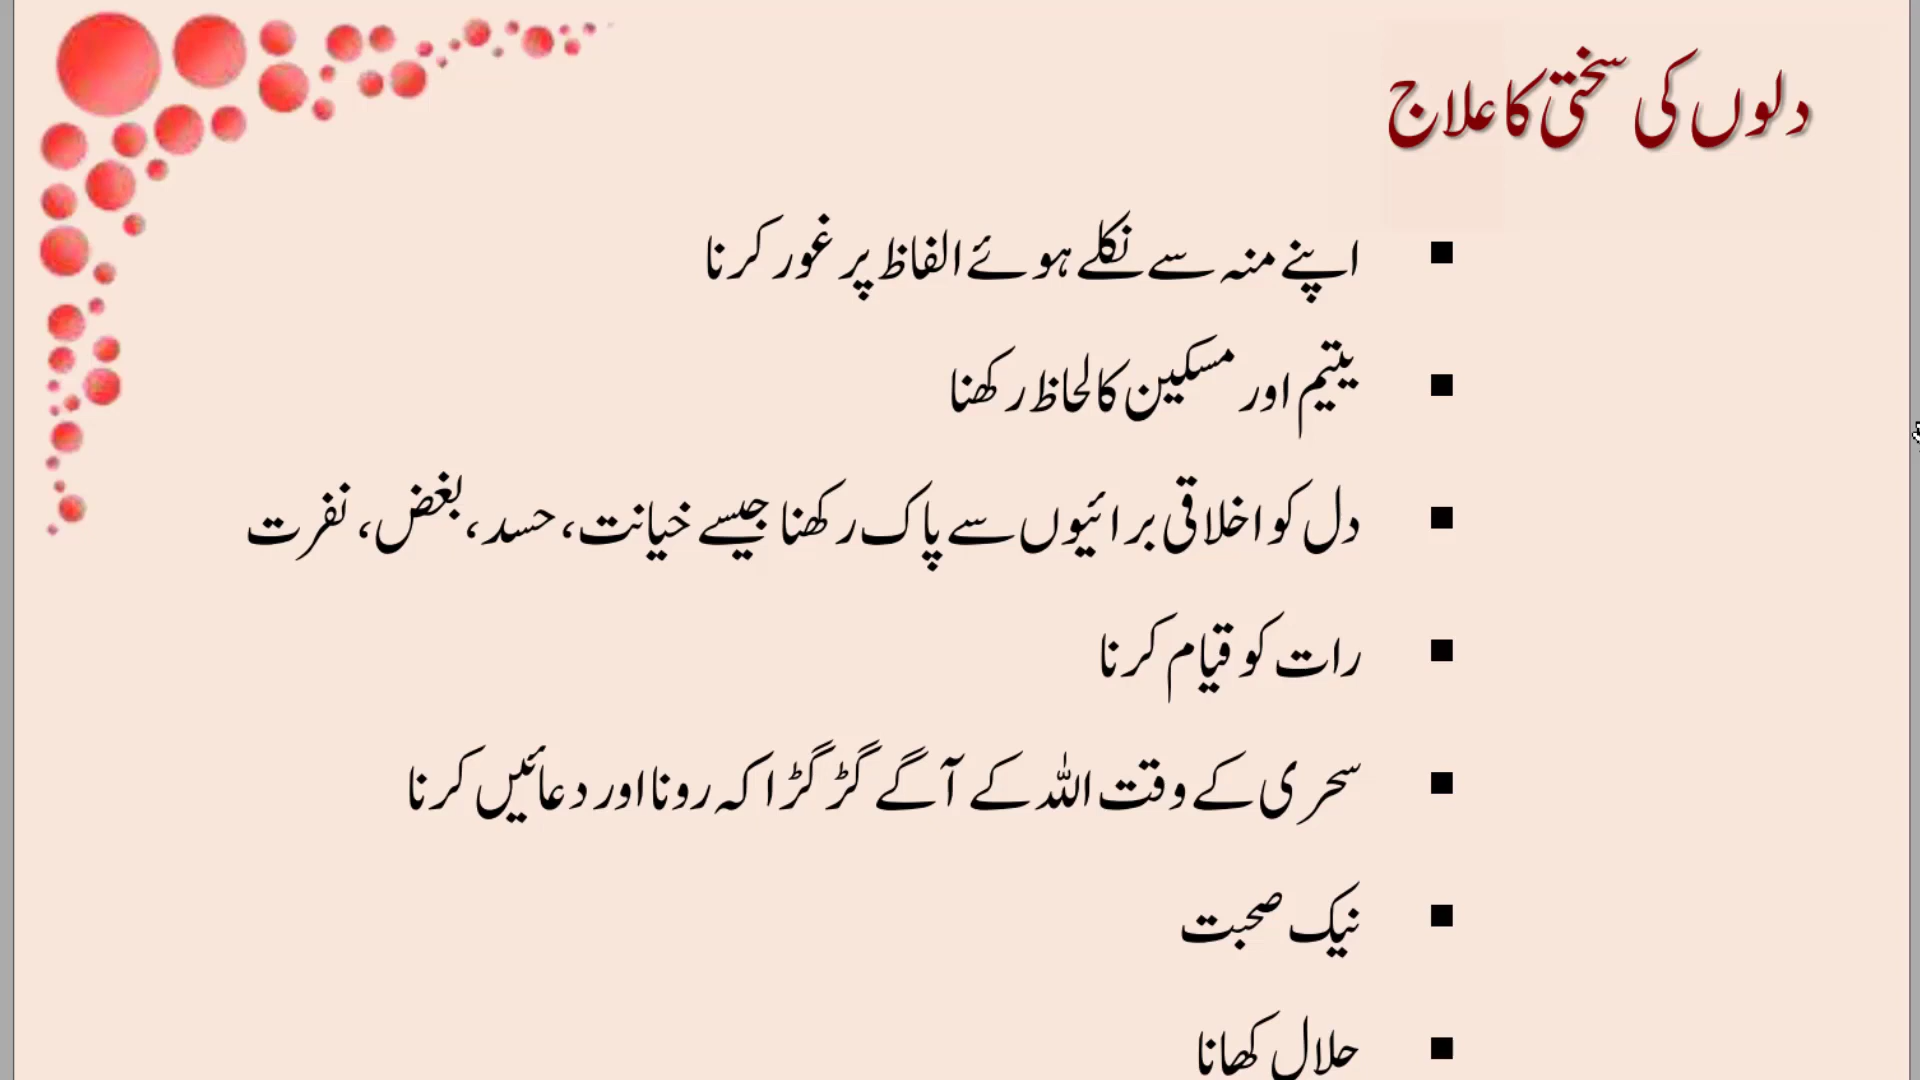 دلوں کی سختی کا علاج
▪ اپنے منہ سے نکلے ہوئے الفاظ پر غور کرنا
▪ یتیم اور مسکین کا لحاظ رکھنا
▪ دل کو اخلاقی برائیوں سے پاک رکھنا جیسے خیانت، حسد، بغض، نفرت
▪ رات کو قیام کرنا
▪ سحری کے وقت اللہ کے آگے گڑگڑا کہ رونا اور دعائیں کرنا
▪ نیک صحبت
▪ حلال کھانا